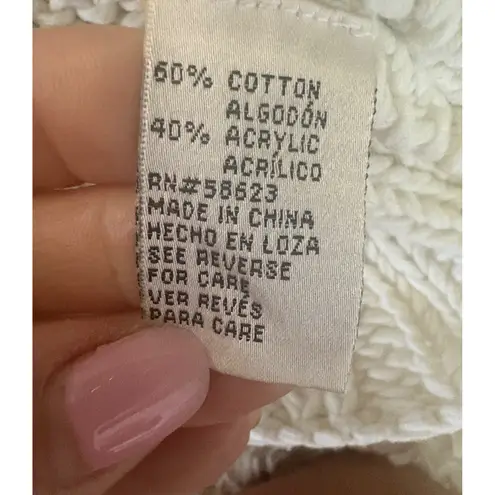 60% COTTON
ALGODÓN
40% ACRYLIC
ACRÍLICO
RN#58623
MADE IN CHINA
HECHO EN LOZA
SEE REVERSE
FOR CARE
VER REVÉS
PARA CARE